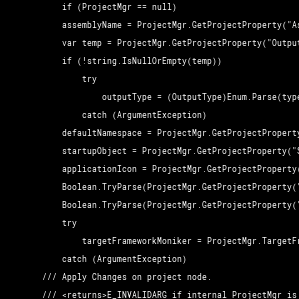 if (ProjectMgr == null)
assemblyName = ProjectMgr.GetProjectProperty("As
var temp = ProjectMgr.GetProjectProperty("Output
if (!string.IsNullOrEmpty(temp))
try
outputType = (OutputType)Enum.Parse(type
catch (ArgumentException)
defaultNamespace = ProjectMgr.GetProjectProperty
startupObject = ProjectMgr.GetProjectProperty("S
applicationIcon = ProjectMgr.GetProjectProperty(
Boolean.TryParse(ProjectMgr.GetProjectProperty("
Boolean.TryParse(ProjectMgr.GetProjectProperty("
try
targetFrameworkMoniker = ProjectMgr.TargetFr
catch (ArgumentException)
/// Apply Changes on project node.
/// <returns>E_INVALIDARG if internal ProjectMgr is